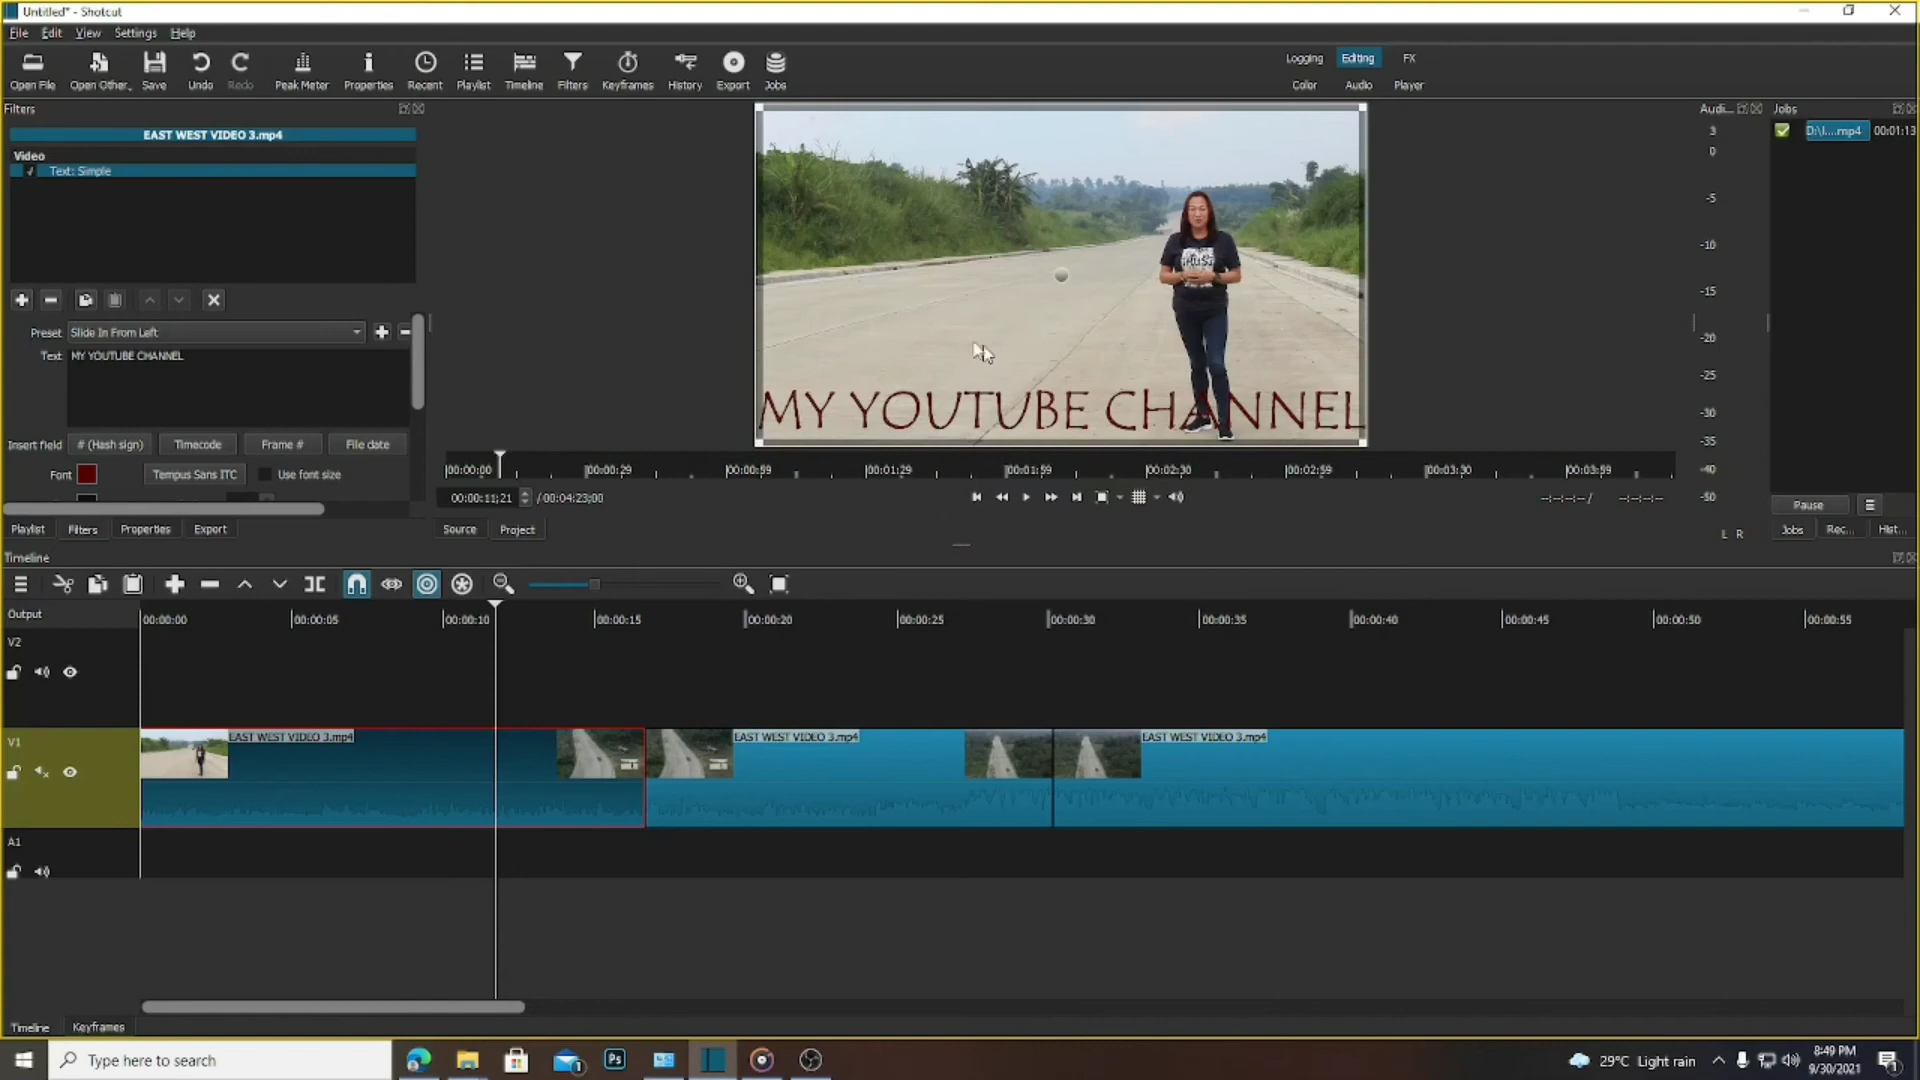 Untitled* - Shotcut
File Edit View Settings Help
Open File Open Other.. Save Undo Redo Peak Meter Properties Recent Playlist Timeline Filters Keyframes History Export Jobs
Logging Editing FX
Color Audio Player
Filters
Audi...
Jobs
EAST WEST VIDEO 3.mp4
Video
Text: Simple
D:\I....mp4 00:01:13
3
0
-5
-10
-15
-20
-25
-30
-35
-40
-50
L R
Preset Slide In From Left
Text MY YOUTUBE CHANNEL
Insert field # (Hash sign) Timecode Frame # File date
Font Tempus Sans ITC Use font size
MY YOUTUBE CHANNEL
00:00:00 00:00:29 00:00:59 00:01:29 00:01:59 00:02:30 00:02:59 00:03:30 00:03:59
00:00:11;21 / 00:04:23;00
--:--:--:-- / --:--:--:--
Pause
Playlist Filters Properties Export
Source Project
Jobs Rec... Hist...
Timeline
Output
00:00:00 00:00:05 00:00:10 00:00:15 00:00:20 00:00:25 00:00:30 00:00:35 00:00:40 00:00:45 00:00:50 00:00:55
V2
V1
EAST WEST VIDEO 3.mp4 EAST WEST VIDEO 3.mp4 EAST WEST VIDEO 3.mp4
A1
Timeline Keyframes
Type here to search
Ps
29°C Light rain
8:49 PM
9/30/2021